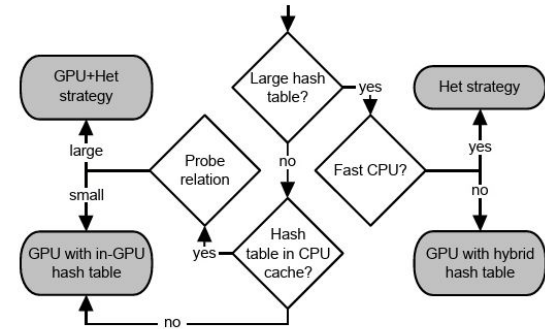 GPU+Het
strategy
Large hash
table?
yes
Het strategy
large
Probe
relation
no
Fast CPU?
yes
small
no
GPU with in-GPU
hash table
yes
Hash
table in CPU
cache?
GPU with hybrid
hash table
no